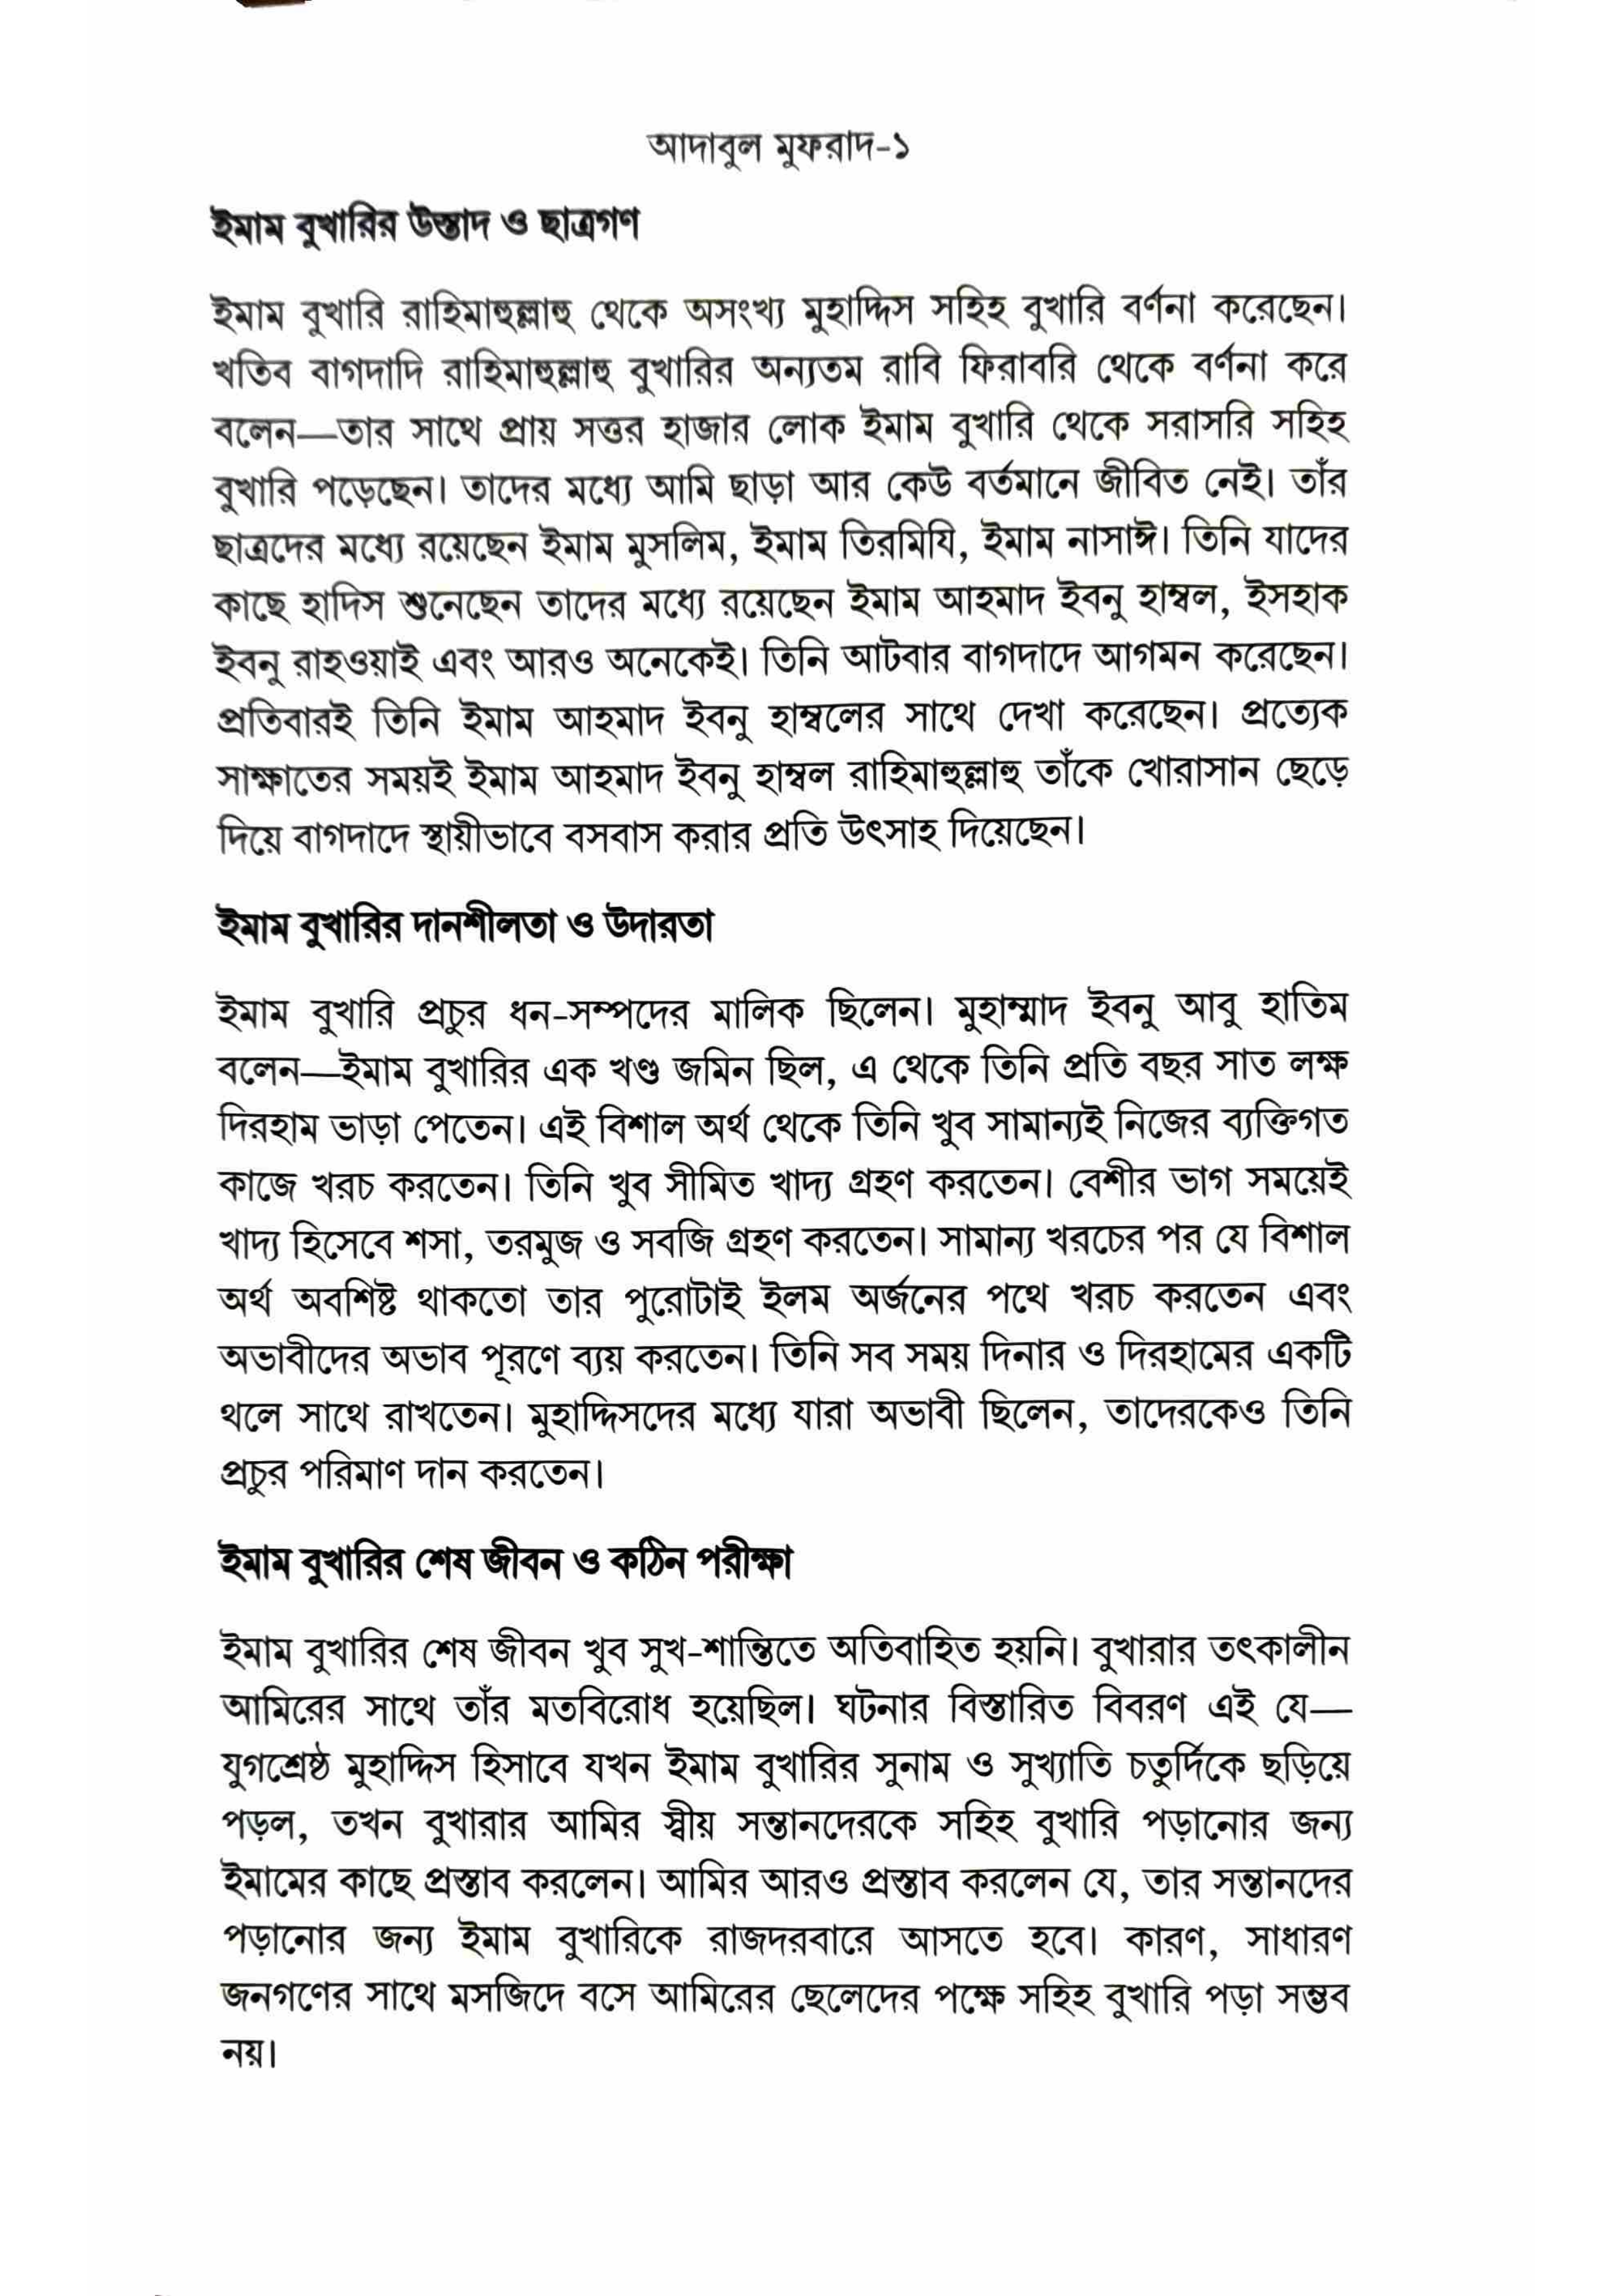 আদাবুল মুফরাদ-১
ইমাম বুখারির উস্তাদ ও ছাত্রগণ
ইমাম বুখারি রাহিমাহুল্লাহু থেকে অসংখ্য মুহাদ্দিস সহিহ বুখারি বর্ণনা করেছেন।
খতিব বাগদাদি রাহিমাহুল্লাহু বুখারির অন্যতম রাবি ফিরাবরি থেকে বর্ণনা করে
বলেন—তার সাথে প্রায় সত্তর হাজার লোক ইমাম বুখারি থেকে সরাসরি সহিহ
বুখারি পড়েছেন। তাদের মধ্যে আমি ছাড়া আর কেউ বর্তমানে জীবিত নেই। তাঁর
ছাত্রদের মধ্যে রয়েছেন ইমাম মুসলিম, ইমাম তিরমিযি, ইমাম নাসাঈ। তিনি যাদের
কাছে হাদিস শুনেছেন তাদের মধ্যে রয়েছেন ইমাম আহমাদ ইবনু হাম্বল, ইসহাক
ইবনু রাহওয়াই এবং আরও অনেকেই। তিনি আটবার বাগদাদে আগমন করেছেন।
প্রতিবারই তিনি ইমাম আহমাদ ইবনু হাম্বলের সাথে দেখা করেছেন। প্রত্যেক
সাক্ষাতের সময়ই ইমাম আহমাদ ইবনু হাম্বল রাহিমাহুল্লাহু তাঁকে খোরাসান ছেড়ে
দিয়ে বাগদাদে স্থায়ীভাবে বসবাস করার প্রতি উৎসাহ দিয়েছেন।
ইমাম বুখারির দানশীলতা ও উদারতা
ইমাম বুখারি প্রচুর ধন-সম্পদের মালিক ছিলেন। মুহাম্মাদ ইবনু আবু হাতিম
বলেন—ইমাম বুখারির এক খণ্ড জমিন ছিল, এ থেকে তিনি প্রতি বছর সাত লক্ষ
দিরহাম ভাড়া পেতেন। এই বিশাল অর্থ থেকে তিনি খুব সামান্যই নিজের ব্যক্তিগত
কাজে খরচ করতেন। তিনি খুব সীমিত খাদ্য গ্রহণ করতেন। বেশীর ভাগ সময়েই
খাদ্য হিসেবে শসা, তরমুজ ও সবজি গ্রহণ করতেন। সামান্য খরচের পর যে বিশাল
অর্থ অবশিষ্ট থাকতো তার পুরোটাই ইলম অর্জনের পথে খরচ করতেন এবং
অভাবীদের অভাব পূরণে ব্যয় করতেন। তিনি সব সময় দিনার ও দিরহামের একটি
থলে সাথে রাখতেন। মুহাদ্দিসদের মধ্যে যারা অভাবী ছিলেন, তাদেরকেও তিনি
প্রচুর পরিমাণ দান করতেন।
ইমাম বুখারির শেষ জীবন ও কঠিন পরীক্ষা
ইমাম বুখারির শেষ জীবন খুব সুখ-শান্তিতে অতিবাহিত হয়নি। বুখারার তৎকালীন
আমিরের সাথে তাঁর মতবিরোধ হয়েছিল। ঘটনার বিস্তারিত বিবরণ এই যে—
যুগশ্রেষ্ঠ মুহাদ্দিস হিসাবে যখন ইমাম বুখারির সুনাম ও সুখ্যাতি চতুর্দিকে ছড়িয়ে
পড়ল, তখন বুখারার আমির স্বীয় সন্তানদেরকে সহিহ বুখারি পড়ানোর জন্য
ইমামের কাছে প্রস্তাব করলেন। আমির আরও প্রস্তাব করলেন যে, তার সন্তানদের
পড়ানোর জন্য ইমাম বুখারিকে রাজদরবারে আসতে হবে। কারণ, সাধারণ
জনগণের সাথে মসজিদে বসে আমিরের ছেলেদের পক্ষে সহিহ বুখারি পড়া সম্ভব
নয়।